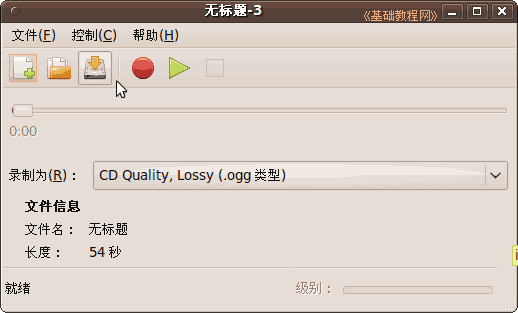 无标题-3
《基础教程网》
文件(F) 控制(C) 帮助(H)
0:00
录制为(R)： CD Quality, Lossy (.ogg 类型)
文件信息
文件名： 无标题
长度： 54 秒
就绪 级别：